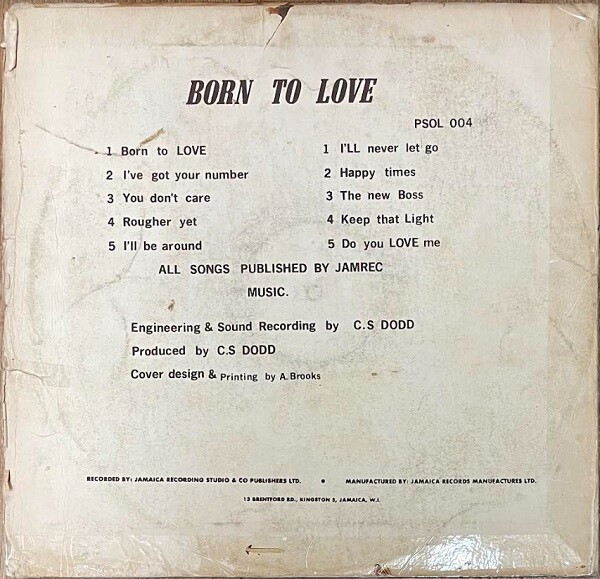 BORN TO LOVE
PSOL 004
1 Born to LOVE
2 I've got your number
3 You don't care
4 Rougher yet
5 I'll be around
1 I'LL never let go
2 Happy times
3 The new Boss
4 Keep that Light
5 Do you LOVE me
ALL SONGS PUBLISHED BY JAMREC
MUSIC.
Engineering & Sound Recording by C.S DODD
Produced by C.S DODD
Cover design & Printing by A.Brooks
RECORDED BY: JAMAICA RECORDING STUDIO & CO PUBLISHERS LTD. • MANUFACTURED BY: JAMAICA RECORDS MANUFACTURES LTD.
13 BRENTFORD RD., KINGSTON 5, JAMAICA, W.I.